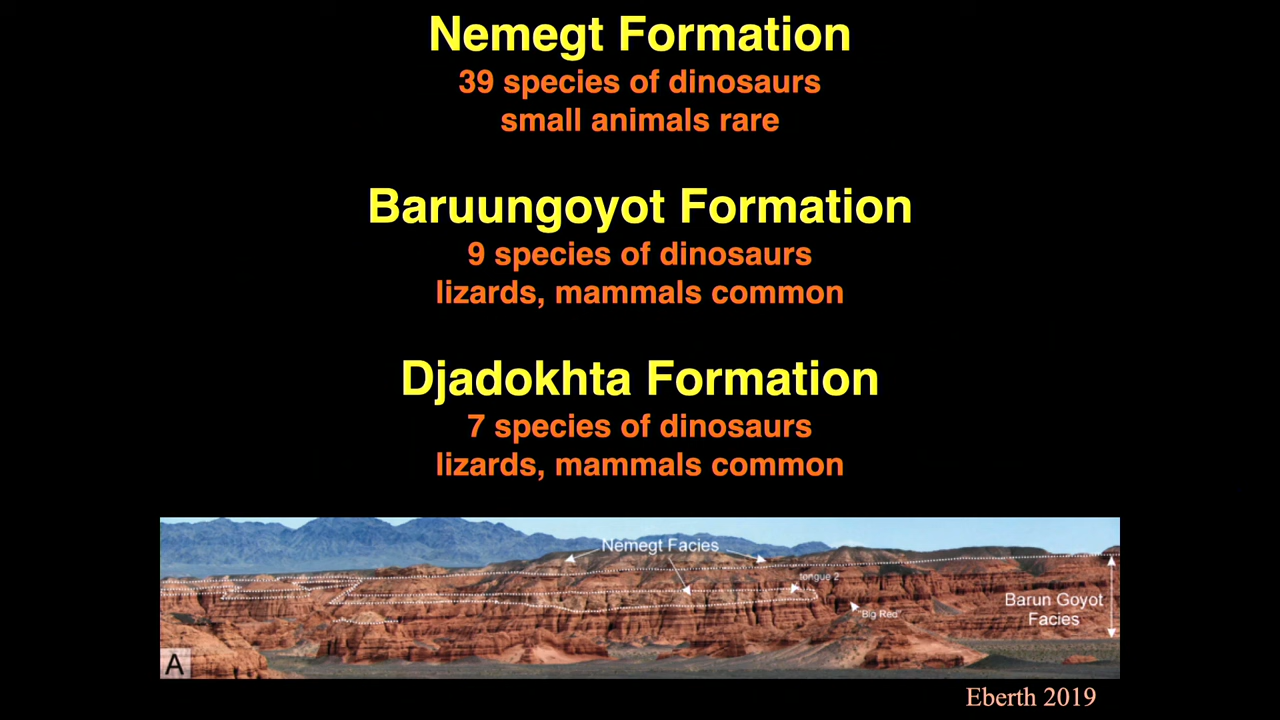 Nemegt Formation
39 species of dinosaurs
small animals rare
Baruungoyot Formation
9 species of dinosaurs
lizards, mammals common
Djadokhta Formation
7 species of dinosaurs
lizards, mammals common
Nemegt Facies
tongue 2
"Big Red"
Barun Goyot
Facies
A
Eberth 2019